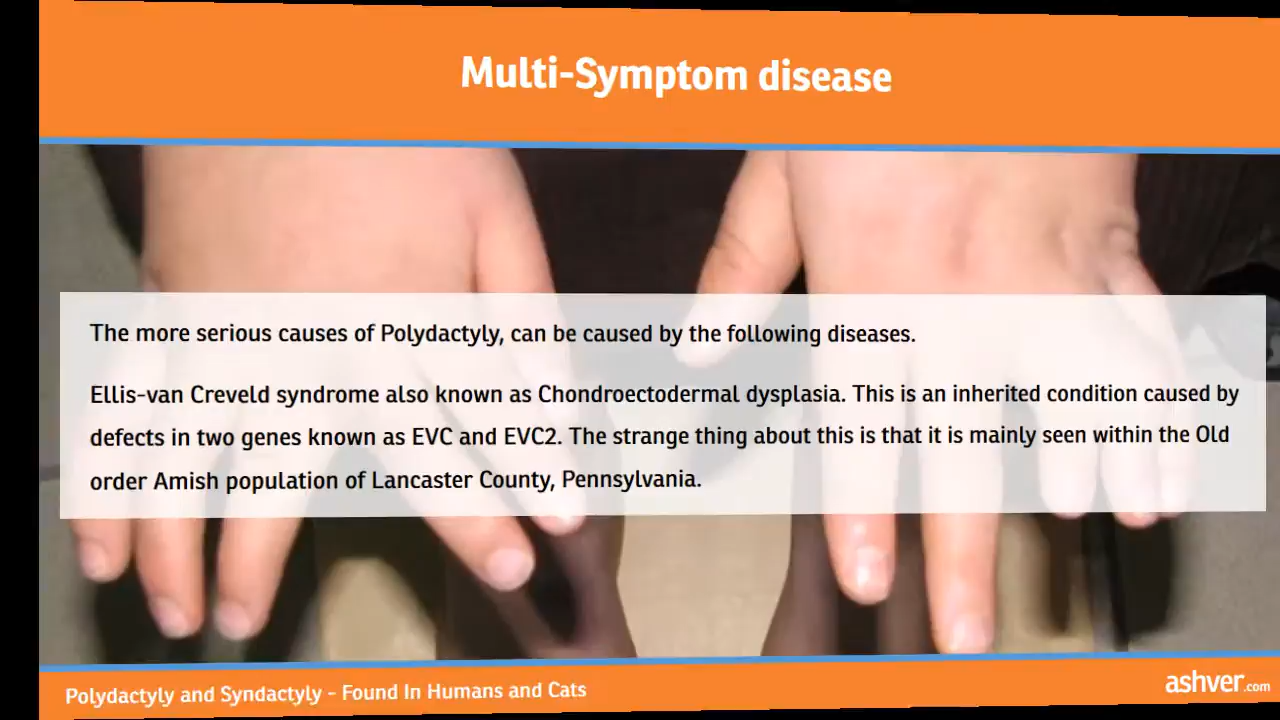 Multi-Symptom disease
The more serious causes of Polydactyly, can be caused by the following diseases.
Ellis-van Creveld syndrome also known as Chondroectodermal dysplasia. This is an inherited condition caused by
defects in two genes known as EVC and EVC2. The strange thing about this is that it is mainly seen within the Old
order Amish population of Lancaster County, Pennsylvania.
Polydactyly and Syndactyly - Found In Humans and Cats
ashver.com